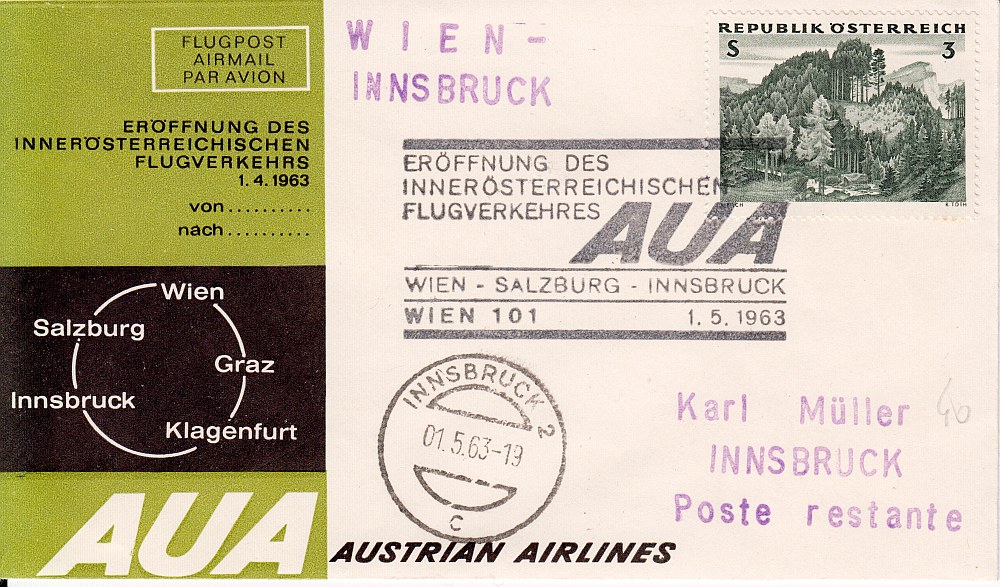 FLUGPOST
AIRMAIL
PAR AVION
ERÖFFNUNG DES
INNERÖSTERREICHISCHEN
FLUGVERKEHRS
1.4.1963
von..........
nach..........
Wien
Salzburg
Graz
Innsbruck
Klagenfurt
AUA
AUSTRIAN AIRLINES
WIEN-
INNSBRUCK
REPUBLIK ÖSTERREICH
S 3
ERÖFFNUNG DES
INNERÖSTERREICHISCHEN
FLUGVERKEHRES
AUA
WIEN - SALZBURG - INNSBRUCK
WIEN 101 1.5.1963
INNSBRUCK 2
01.5.63-19
C
Karl Müller
INNSBRUCK
Poste restante
40